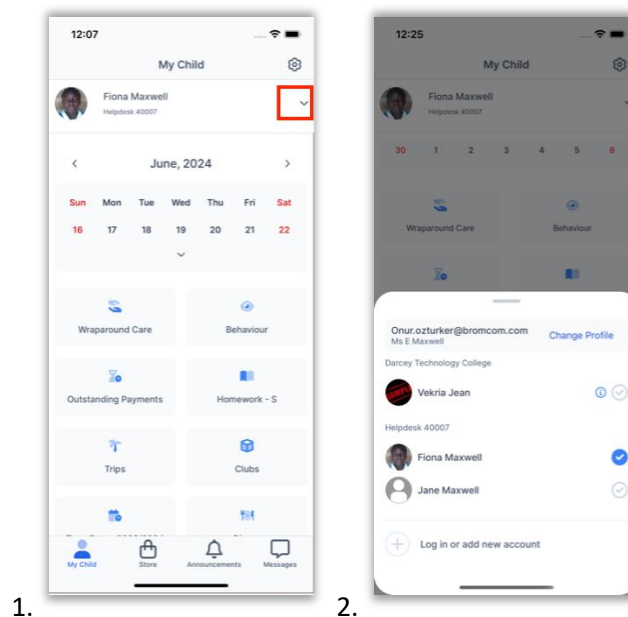 12:07
My Child
Fiona Maxwell
Helpdesk 40007
June, 2024
Sun Mon Tue Wed Thu Fri Sat
16 17 18 19 20 21 22
Wraparound Care Behaviour
Outstanding Payments Homework - S
Trips Clubs
My Child Store Announcements Messages
1.
12:25
My Child
Fiona Maxwell
Helpdesk 40007
30 1 2 3 4 5 6
Wraparound Care Behaviour
Onur.ozturker@bromcom.com Change Profile
Ms E Maxwell
Darcey Technology College
Vekria Jean
Helpdesk 40007
Fiona Maxwell
Jane Maxwell
Log in or add new account
2.